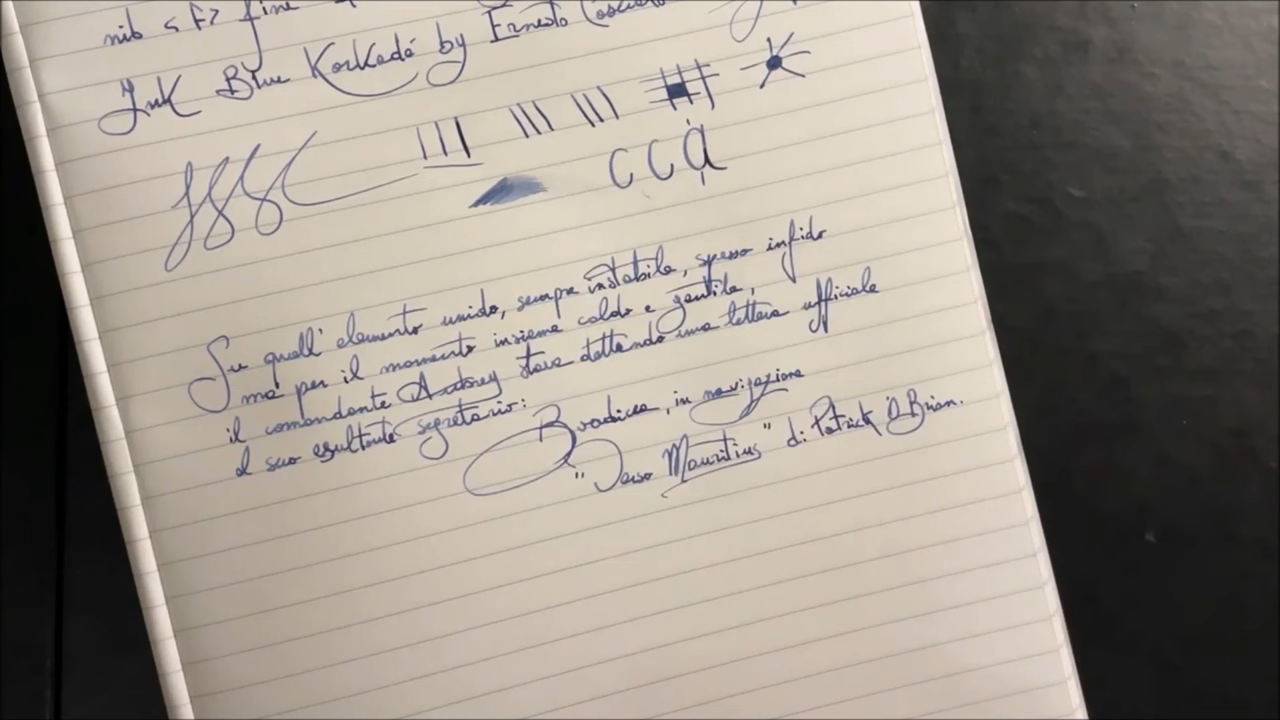 nib <F> fine
Ink Blue Korkadé by Ernesto
C C a
Su quell' elemento umido, sempre instabile, spesso infido
ma per il momento insieme caldo e gentile,
il comandante Aubrey stava dettando una lettera ufficiale
al suo esultante segretario:
Boadicea, in navigazione
"Verso Mauritius" di Patrick O'Brian.